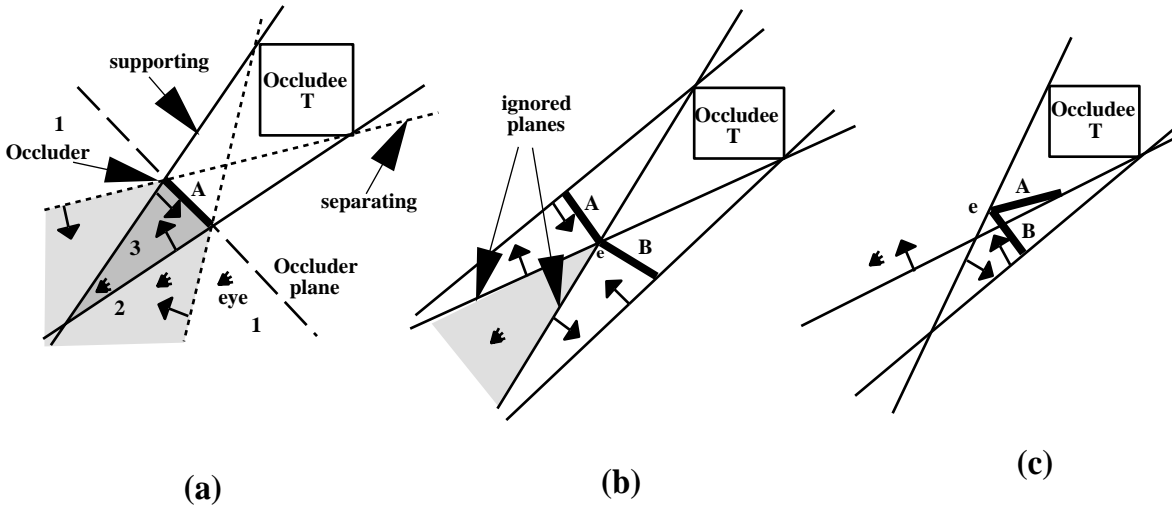 supporting
Occludee
T
1
Occluder
A
separating
3
2
eye
Occluder
plane
1
(a)
ignored
planes
Occludee
T
A
B
e
(b)
Occludee
T
A
e
B
(c)